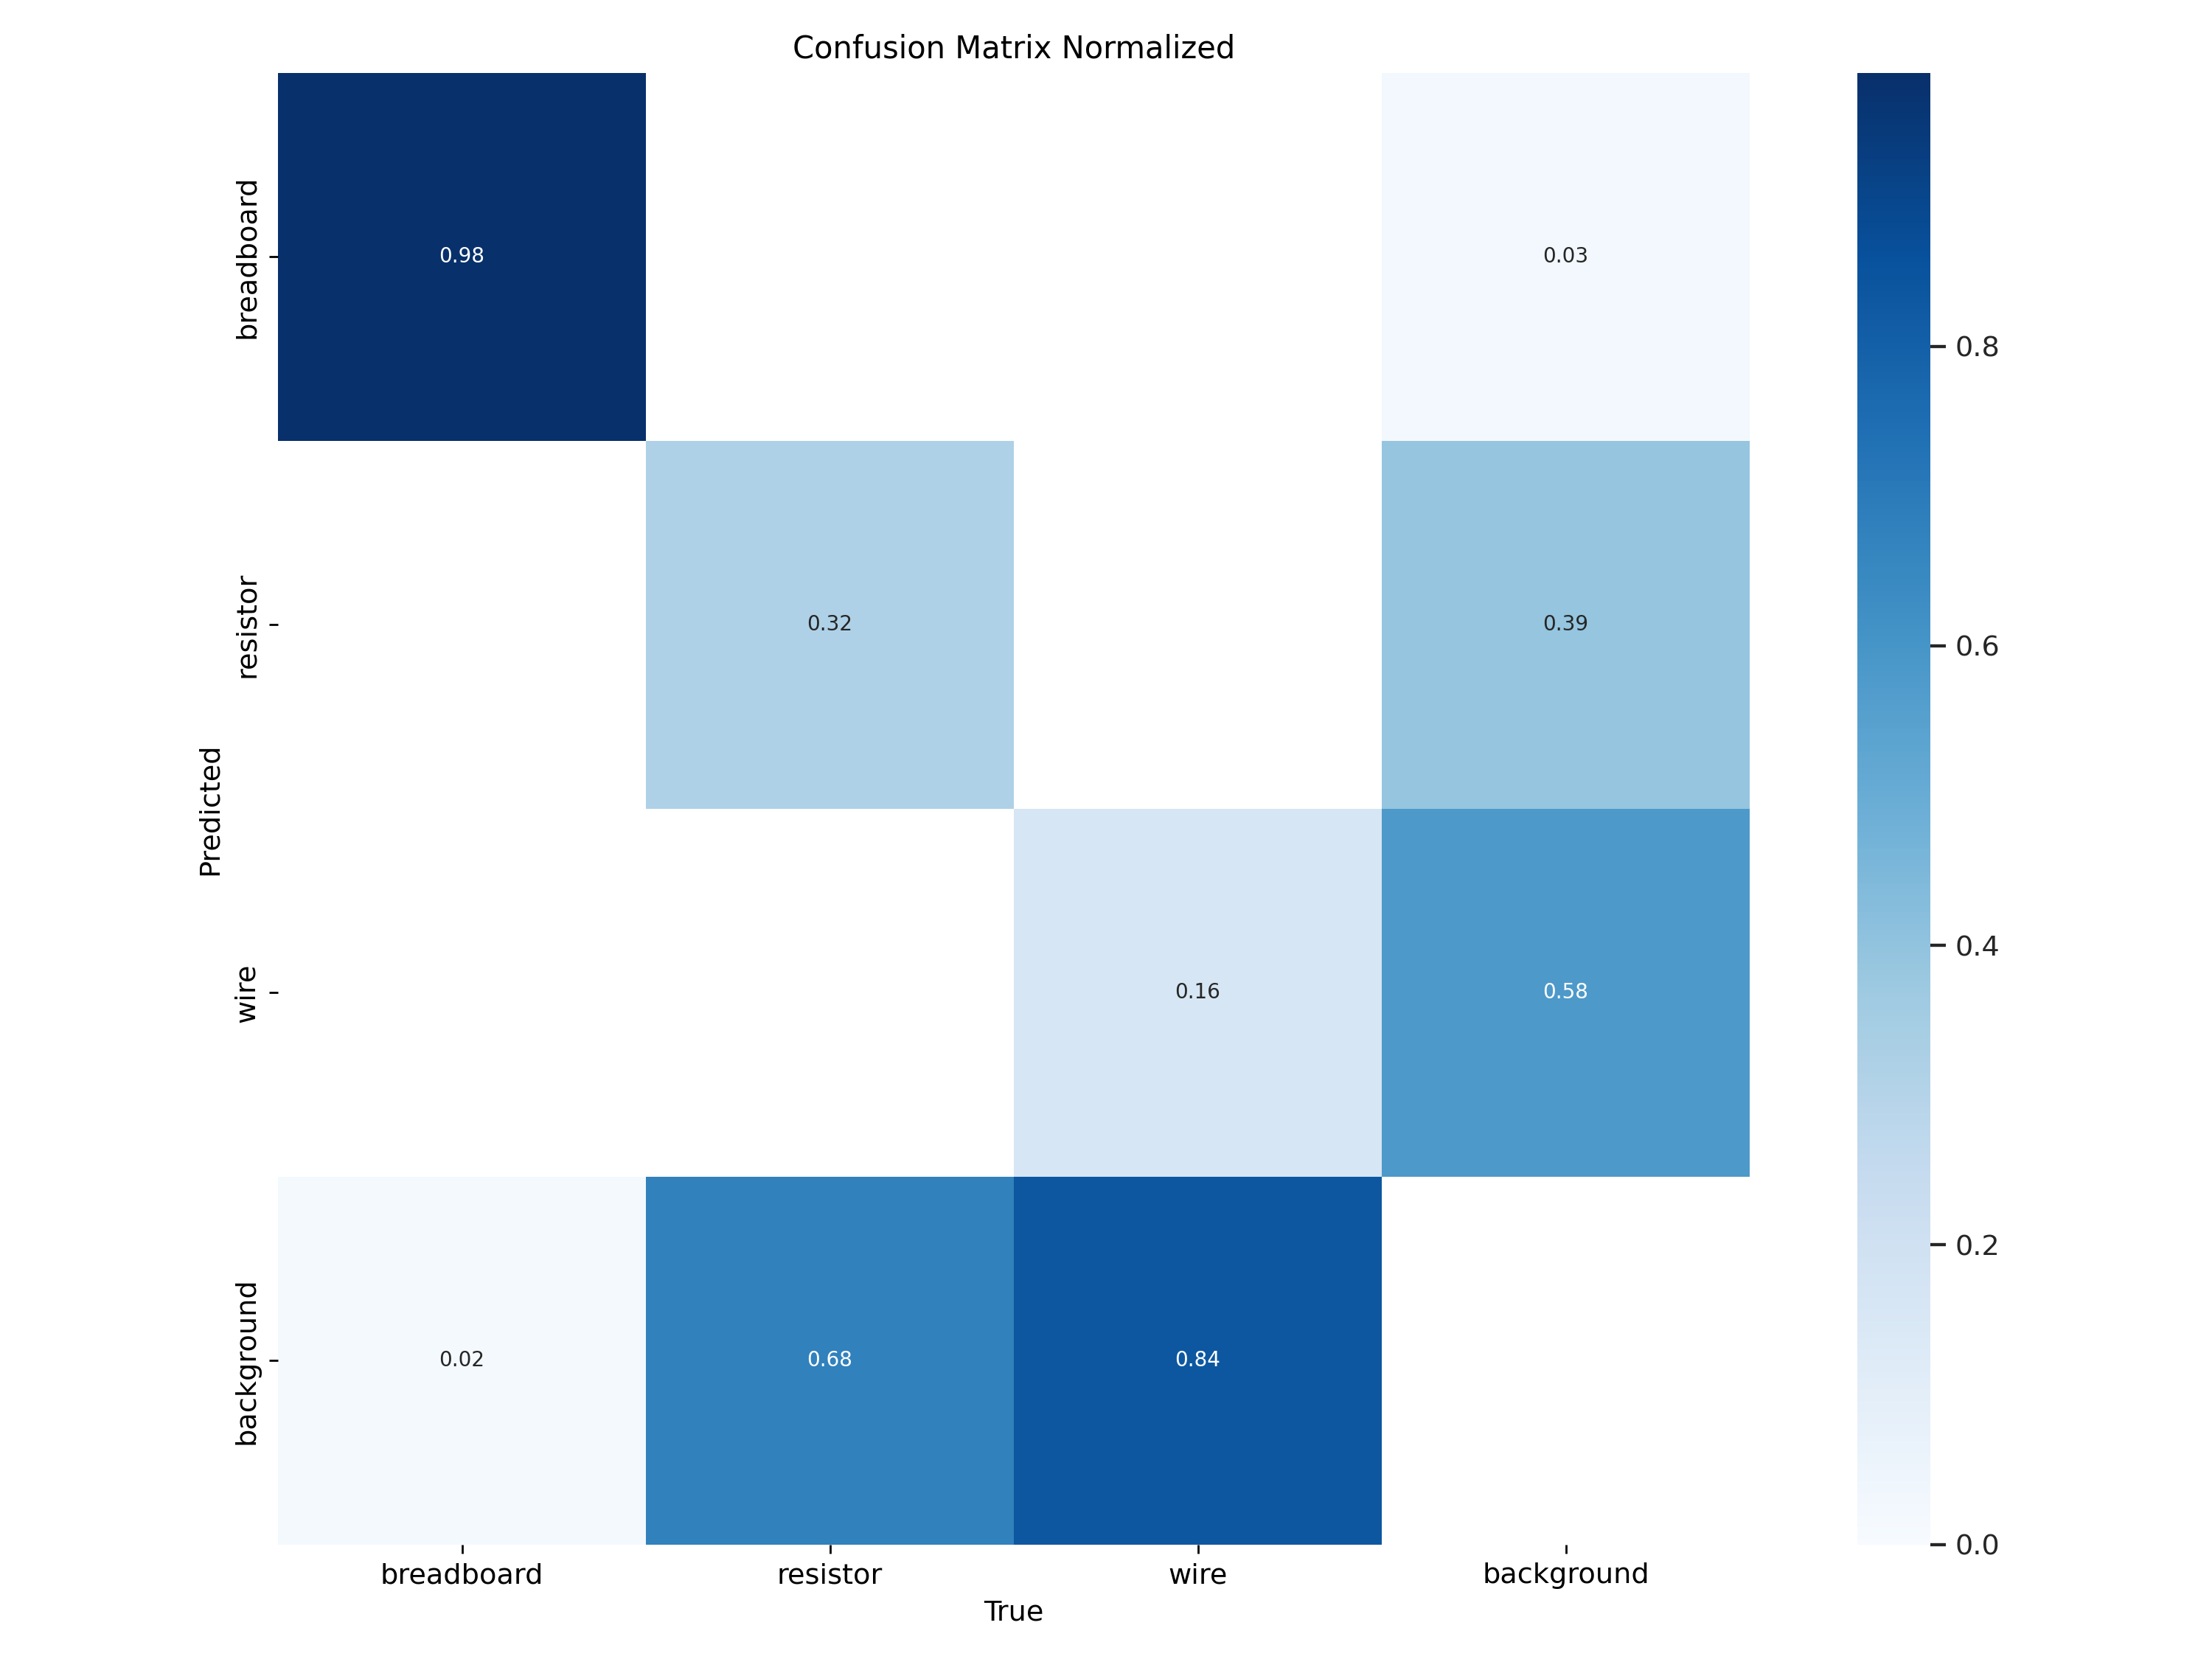 Confusion Matrix Normalized
breadboard
0.98
0.03
resistor
0.32
0.39
wire
0.16
0.58
background
0.02
0.68
0.84
Predicted
breadboard
resistor
wire
background
True
0.8
0.6
0.4
0.2
0.0